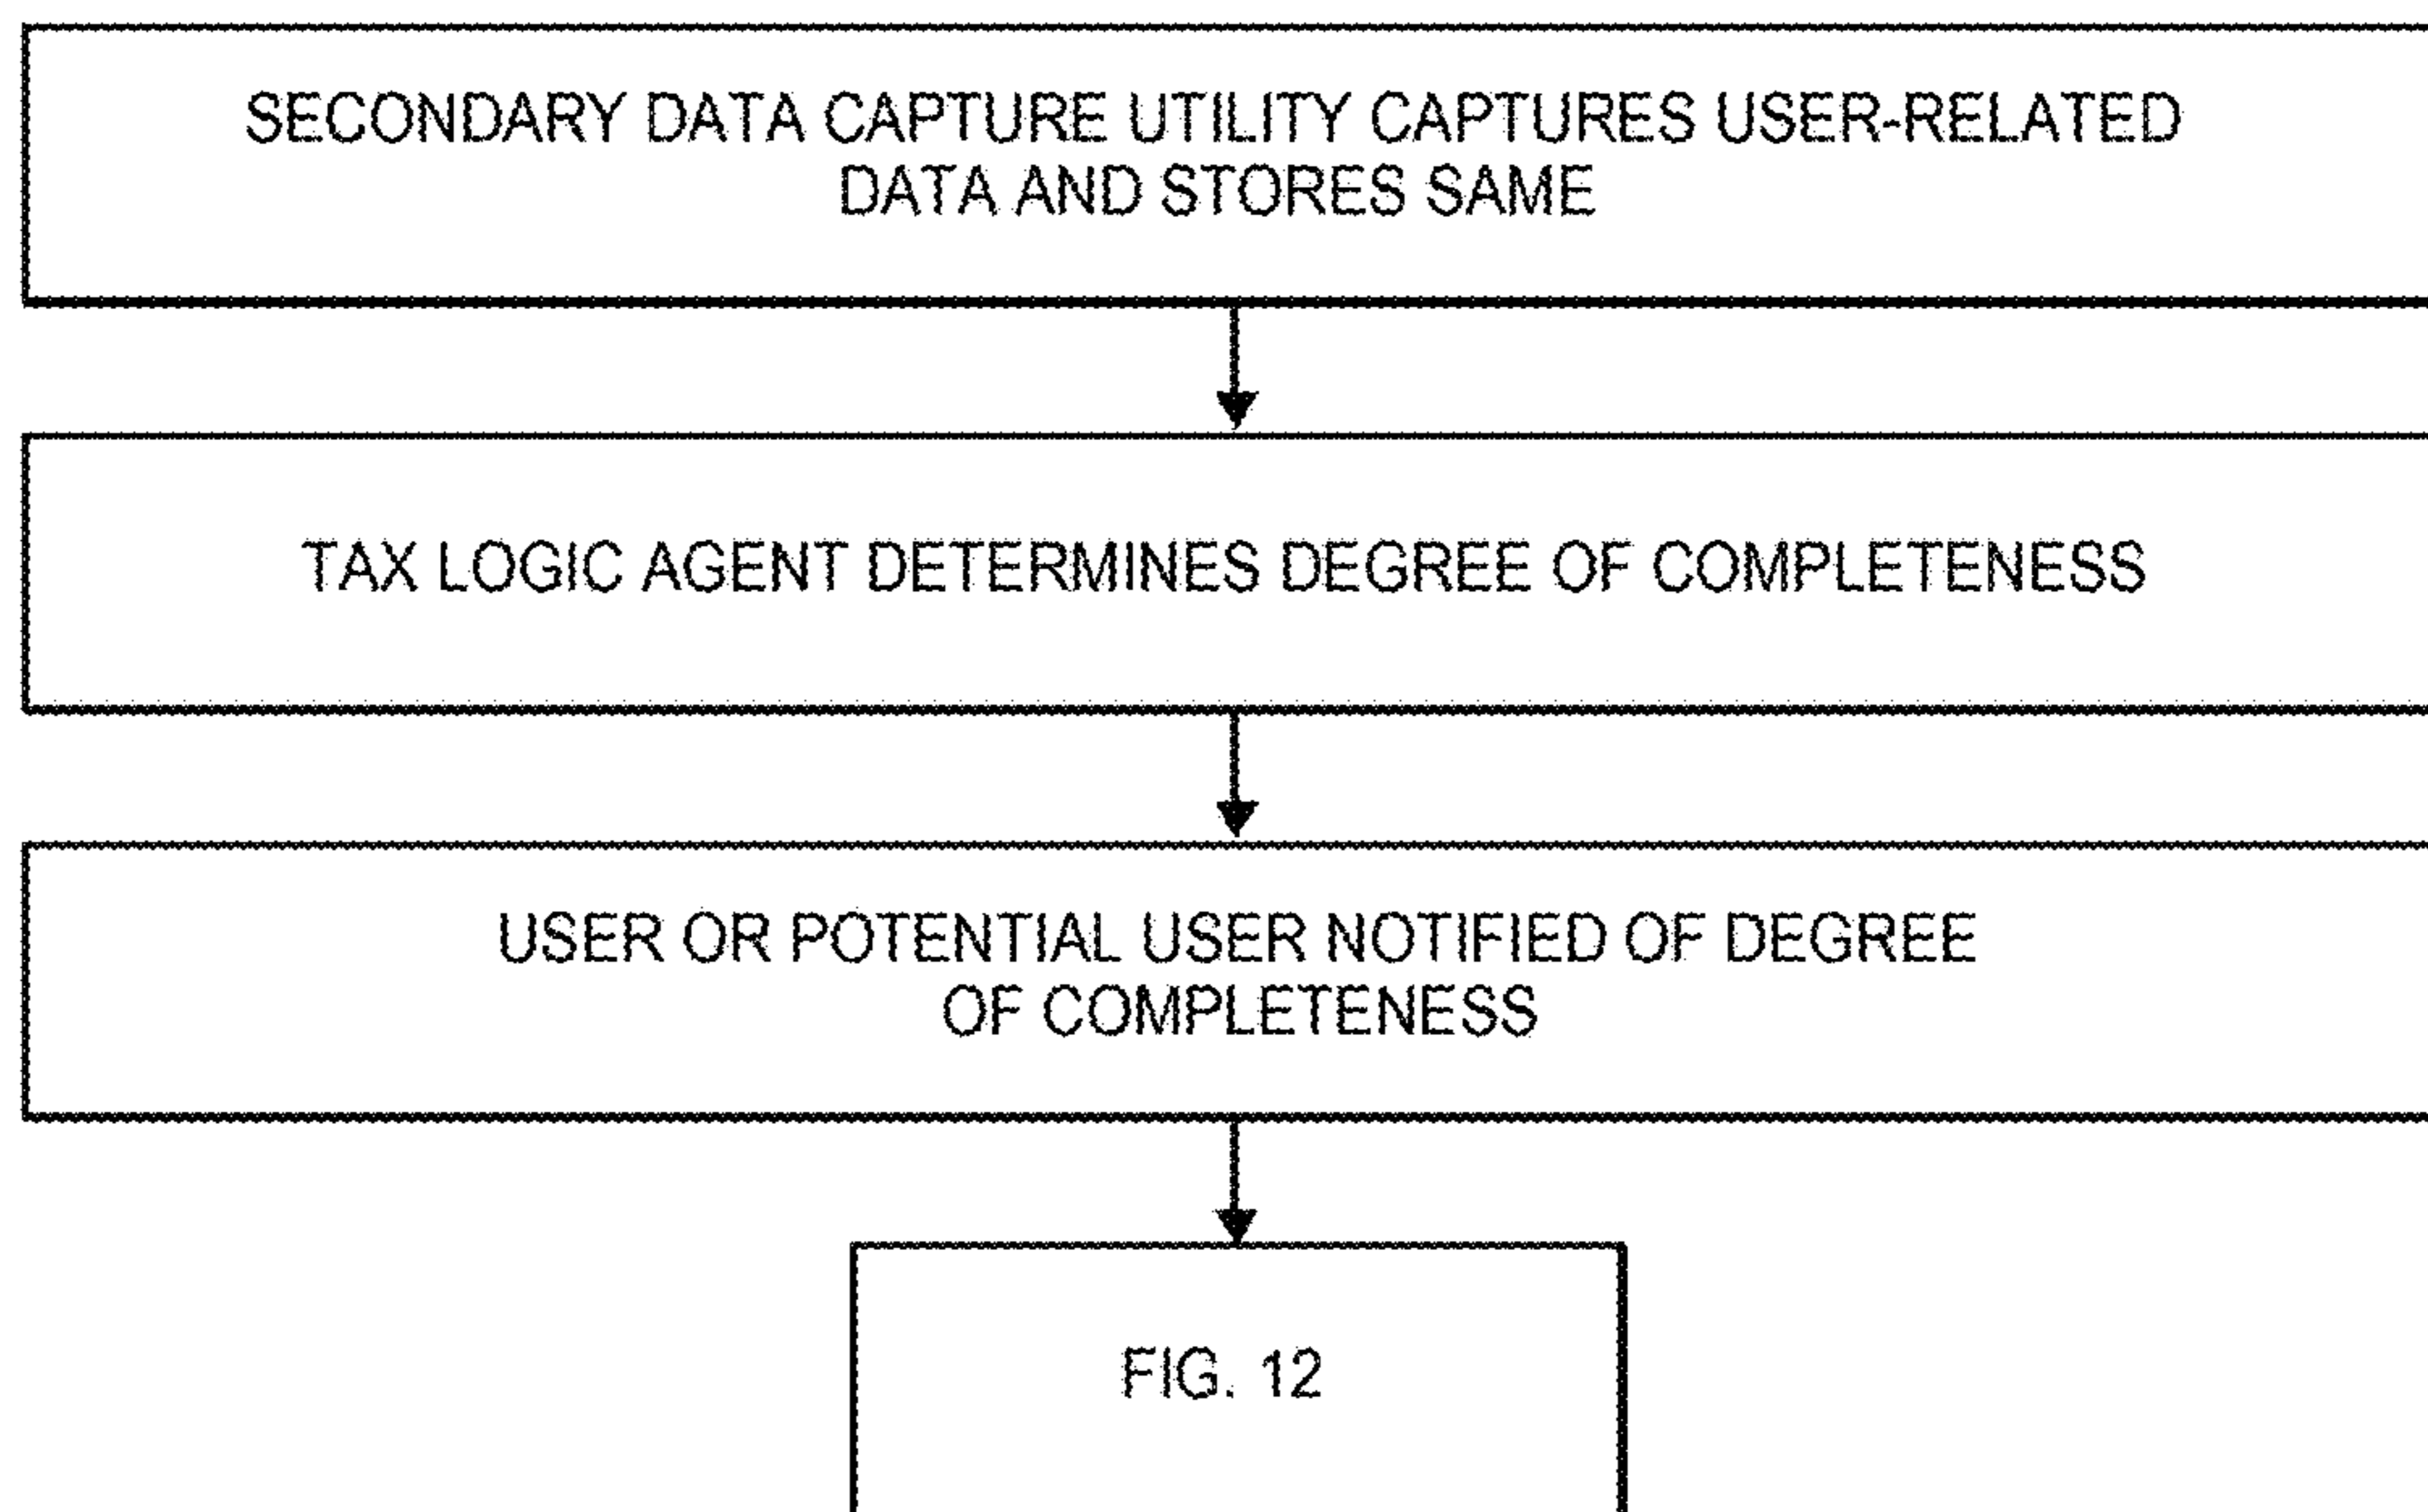 SECONDARY DATA CAPTURE UTILITY CAPTURES USER-RELATED
DATA AND STORES SAME
TAX LOGIC AGENT DETERMINES DEGREE OF COMPLETENESS
USER OR POTENTIAL USER NOTIFIED OF DEGREE
OF COMPLETENESS
FIG. 12